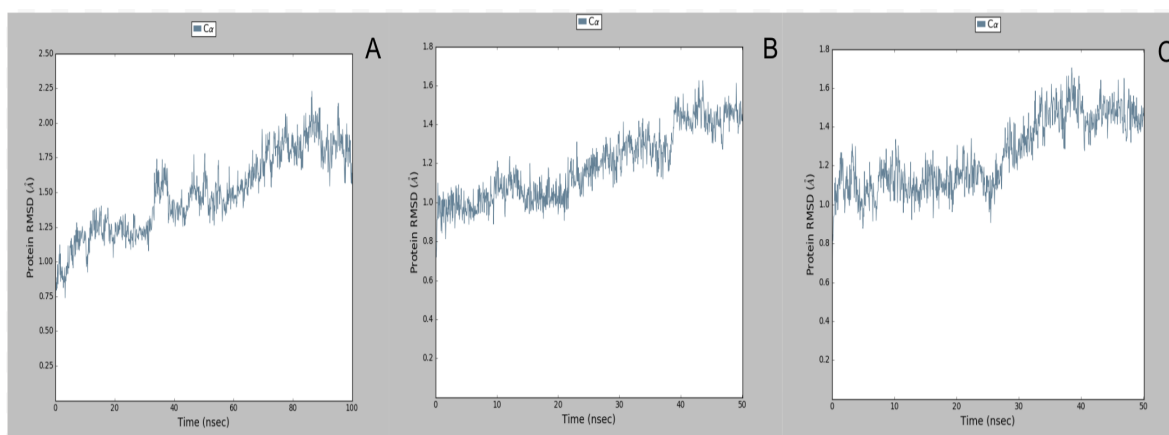 Cα
A
Protein RMSD (Å)
2.50
2.25
2.00
1.75
1.50
1.25
1.00
0.75
0.50
0.25
0 20 40 60 80 100
Time (nsec)
Cα
B
Protein RMSD (Å)
1.8
1.6
1.4
1.2
1.0
0.8
0.6
0.4
0.2
0 10 20 30 40 50
Time (nsec)
Cα
C
Protein RMSD (Å)
1.8
1.6
1.4
1.2
1.0
0.8
0.6
0.4
0.2
0 10 20 30 40 50
Time (nsec)